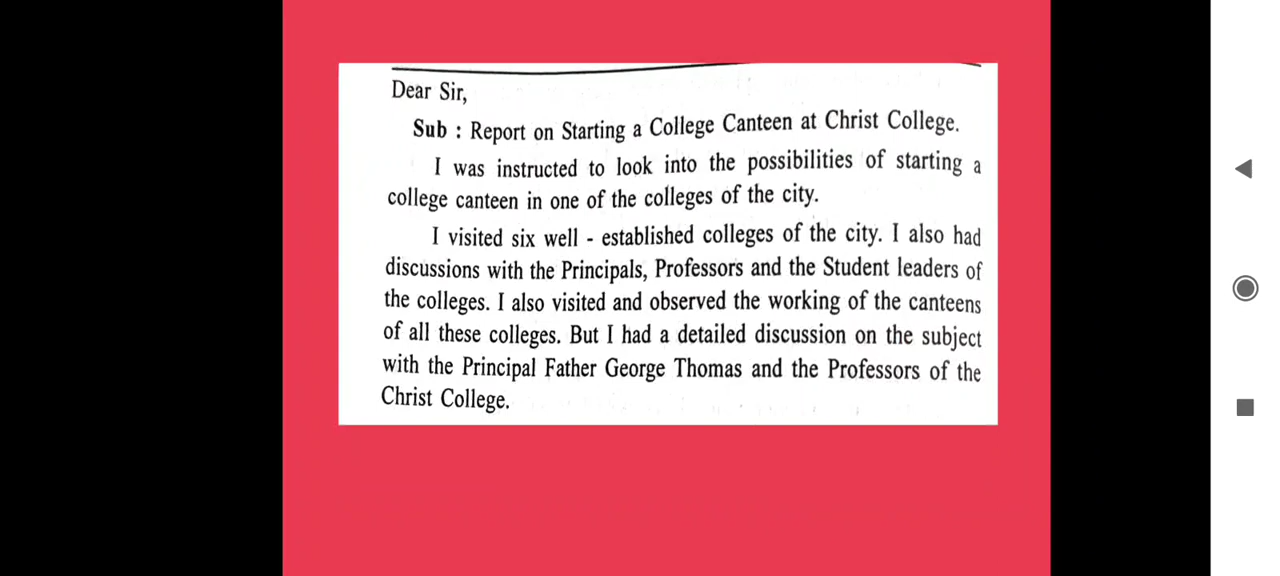 Dear Sir,
Sub : Report on Starting a College Canteen at Christ College.
I was instructed to look into the possibilities of starting a
college canteen in one of the colleges of the city.
I visited six well - established colleges of the city. I also had
discussions with the Principals, Professors and the Student leaders of
the colleges. I also visited and observed the working of the canteens
of all these colleges. But I had a detailed discussion on the subject
with the Principal Father George Thomas and the Professors of the
Christ College.